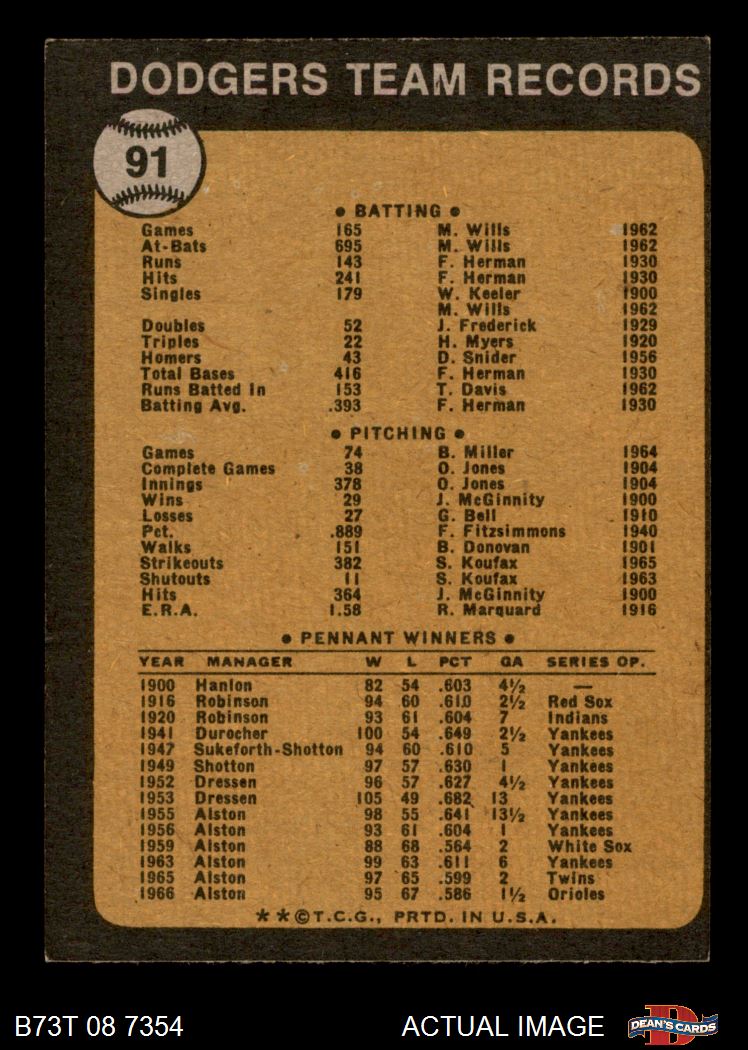 DODGERS TEAM RECORDS
91
• BATTING •
Games 165 M. Wills 1962
At-Bats 695 M. Wills 1962
Runs 143 F. Herman 1930
Hits 241 F. Herman 1930
Singles 179 W. Keeler 1900
M. Wills 1962
Doubles 52 J. Frederick 1929
Triples 22 H. Myers 1920
Homers 43 D. Snider 1956
Total Bases 416 F. Herman 1930
Runs Batted In 153 T. Davis 1962
Batting Avg. .393 F. Herman 1930
• PITCHING •
Games 74 B. Miller 1964
Complete Games 38 O. Jones 1904
Innings 378 O. Jones 1904
Wins 29 J. McGinnity 1900
Losses 27 G. Bell 1910
Pct. .889 F. Fitzsimmons 1940
Walks 151 B. Donovan 1901
Strikeouts 382 S. Koufax 1965
Shutouts 11 S. Koufax 1963
Hits 364 J. McGinnity 1900
E.R.A. 1.58 R. Marquard 1916
• PENNANT WINNERS •
YEAR MANAGER W L PCT GA SERIES OP.
1900 Hanlon 82 54 .603 4½ —
1916 Robinson 94 60 .610 2½ Red Sox
1920 Robinson 93 61 .604 7 Indians
1941 Durocher 100 54 .649 2½ Yankees
1947 Sukeforth-Shotton 94 60 .610 5 Yankees
1949 Shotton 97 57 .630 1 Yankees
1952 Dressen 96 57 .627 4½ Yankees
1953 Dressen 105 49 .682 13 Yankees
1955 Alston 98 55 .641 13½ Yankees
1956 Alston 93 61 .604 1 Yankees
1959 Alston 88 68 .564 2 White Sox
1963 Alston 99 63 .611 6 Yankees
1965 Alston 97 65 .599 2 Twins
1966 Alston 95 67 .586 1½ Orioles
**©T.C.G., PRTD. IN U.S.A.
B73T 08 7354 ACTUAL IMAGE D DEAN'S CARDS